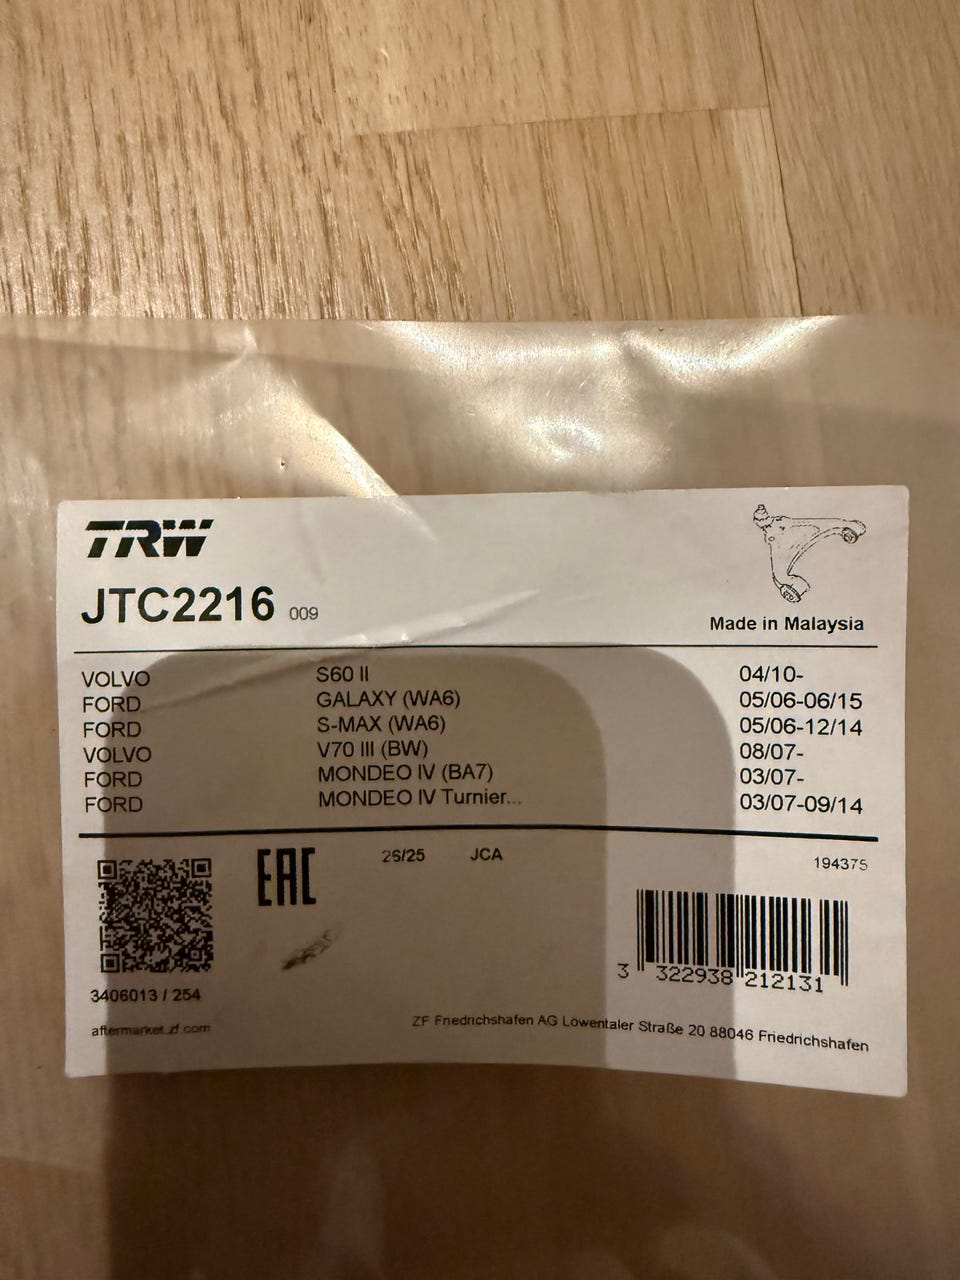 TRW
JTC2216 009
Made in Malaysia
VOLVO S60 II 04/10-
FORD GALAXY (WA6) 05/06-06/15
FORD S-MAX (WA6) 05/06-12/14
VOLVO V70 III (BW) 08/07-
FORD MONDEO IV (BA7) 03/07-
FORD MONDEO IV Turnier... 03/07-09/14
EAC 26/25 JCA 194375
3 322938 212131
3406013 / 254
aftermarket.zf.com
ZF Friedrichshafen AG Löwentaler Straße 20 88046 Friedrichshafen